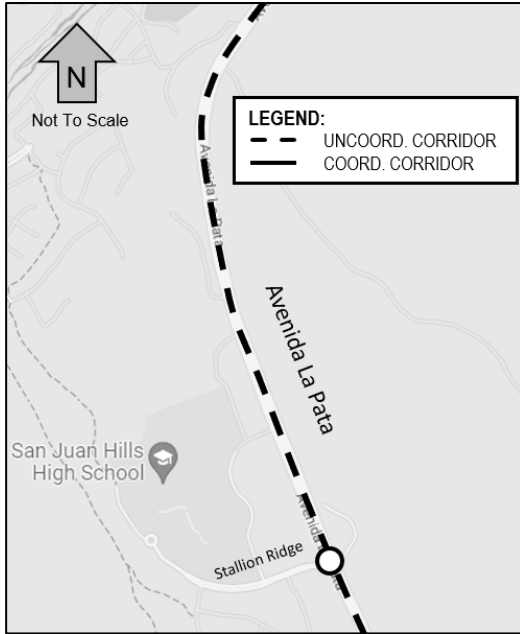 N
Not To Scale
LEGEND:
UNCOORD. CORRIDOR
COORD. CORRIDOR
Avenida La Pata
Avenida La Pata
San Juan Hills
High School
Stallion Ridge
Avenida